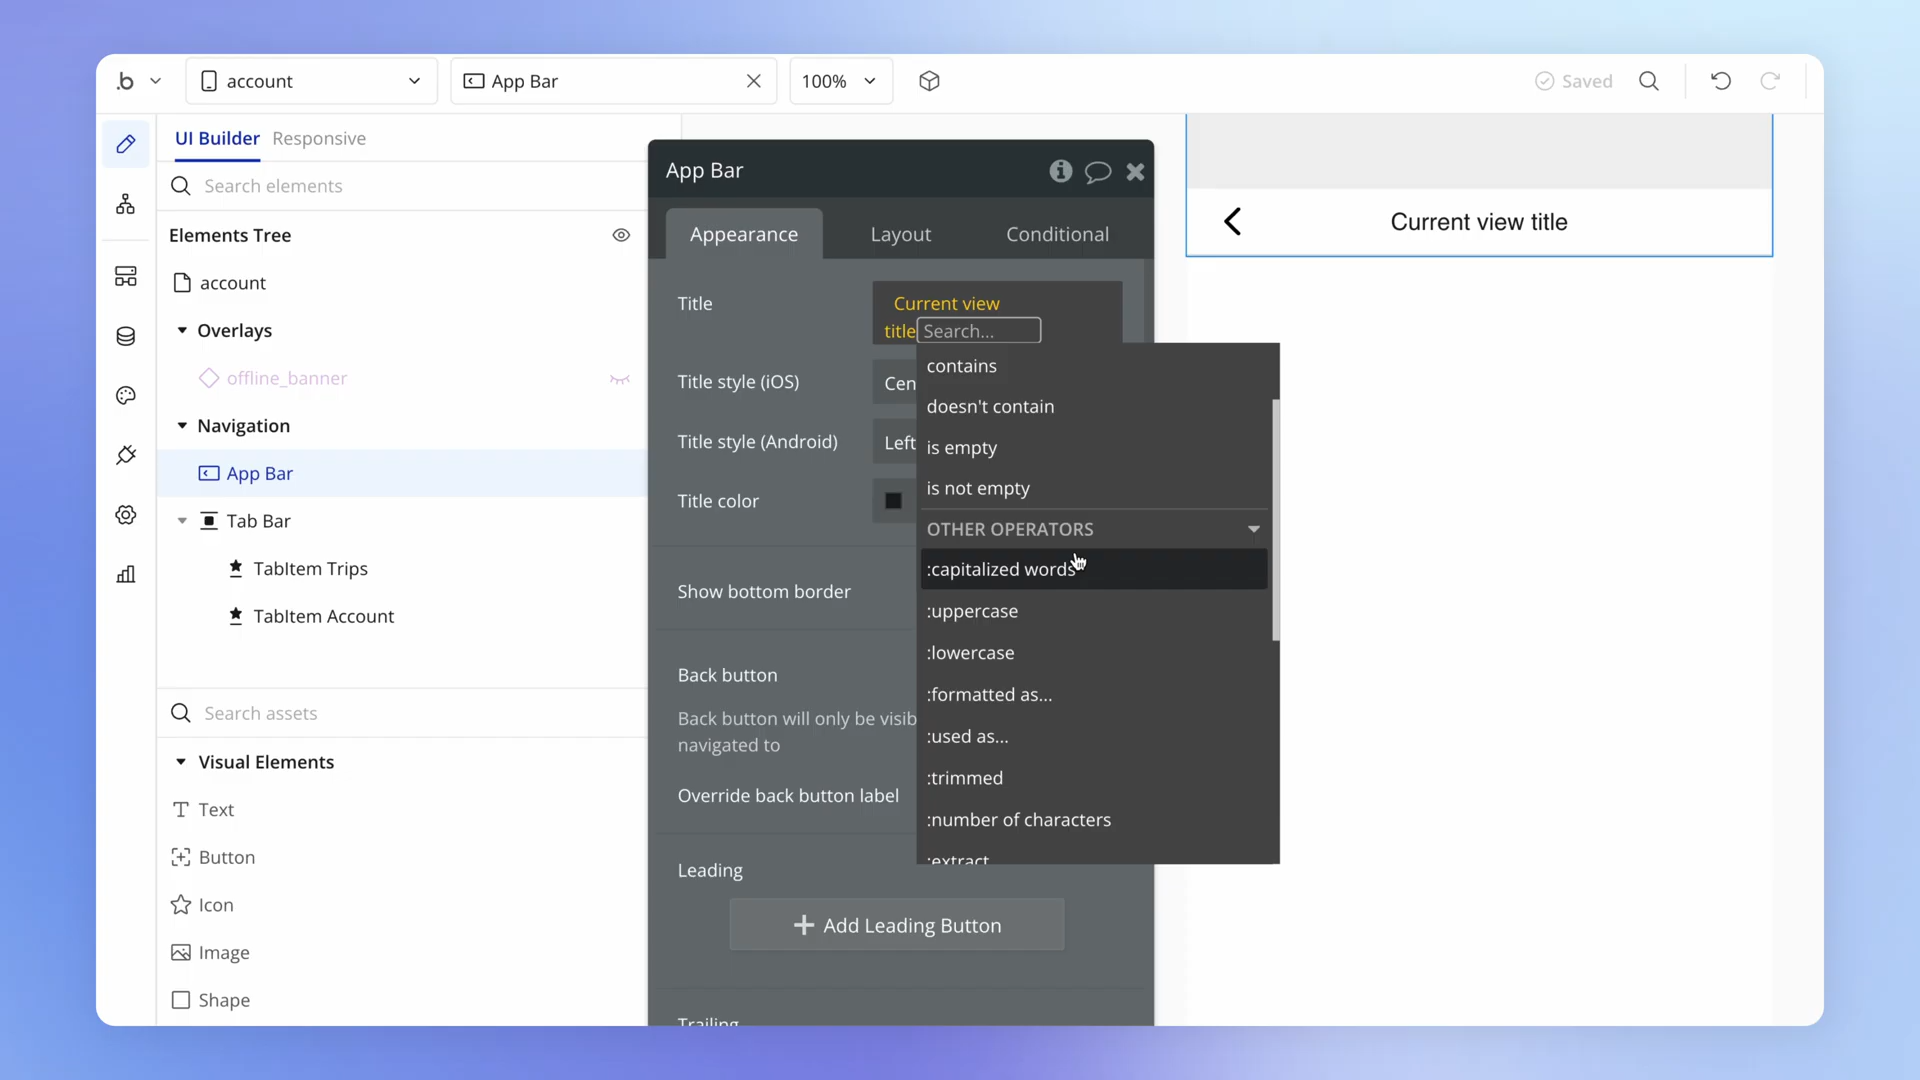 .b
account
App Bar
100%
Saved
UI Builder
Responsive
Search elements
Elements Tree
account
Overlays
offline_banner
Navigation
App Bar
Tab Bar
TabItem Trips
TabItem Account
Search assets
Visual Elements
Text
Button
Icon
Image
Shape
App Bar
Appearance
Layout
Conditional
Title
Current view
title
Search...
Title style (iOS)
Cen
Title style (Android)
Left
Title color
Show bottom border
Back button
Back button will only be visib
navigated to
Override back button label
Leading
Add Leading Button
Trailing
contains
doesn't contain
is empty
is not empty
OTHER OPERATORS
:capitalized words
:uppercase
:lowercase
:formatted as...
:used as...
:trimmed
:number of characters
:extract
Current view title